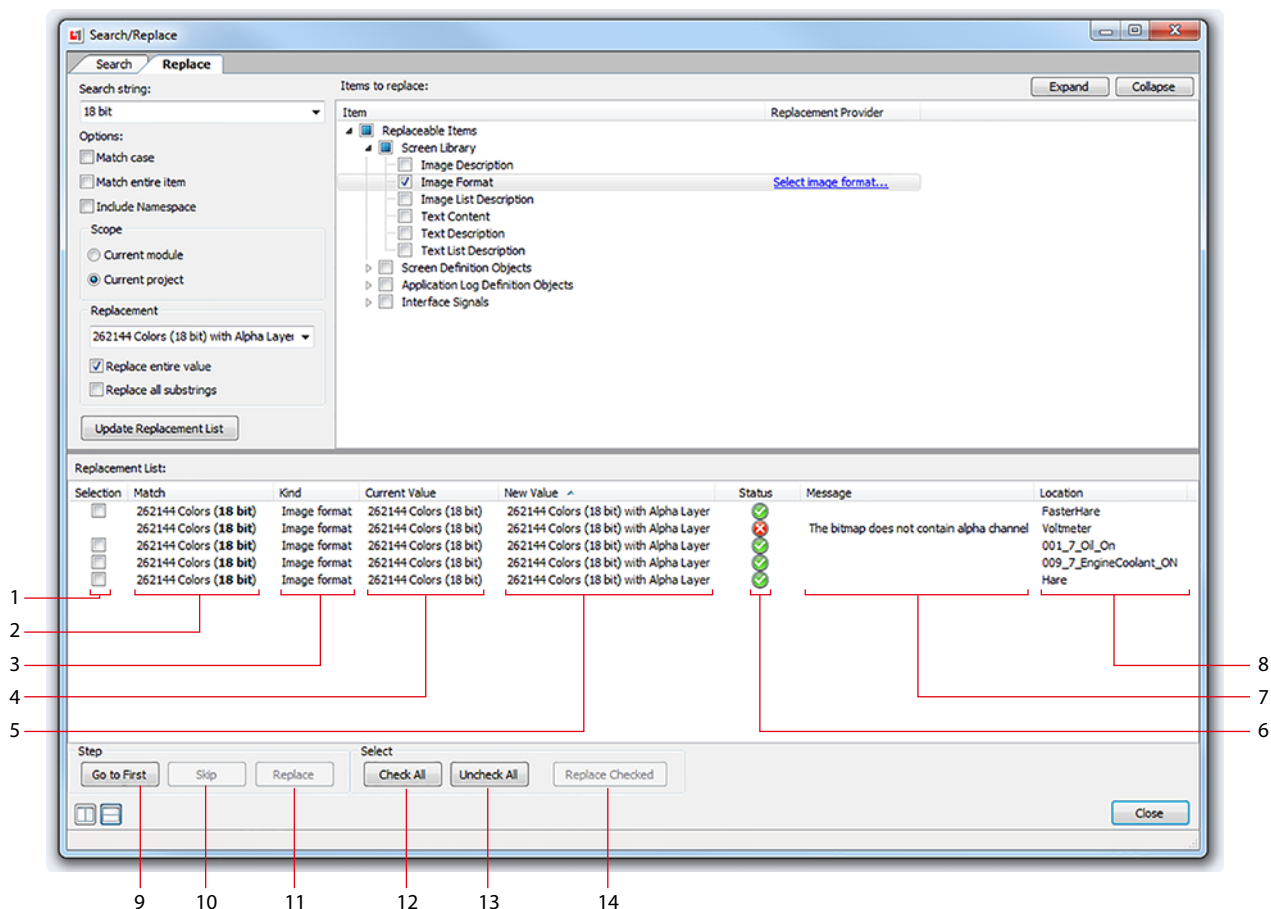 Search/Replace
Search Replace
Search string:
18 bit
Options:
Match case
Match entire item
Include Namespace
Scope
Current module
Current project
Replacement
262144 Colors (18 bit) with Alpha Layer
Replace entire value
Replace all substrings
Update Replacement List
Items to replace:
Expand Collapse
Item Replacement Provider
Replaceable Items
Screen Library
Image Description
Image Format Select image format...
Image List Description
Text Content
Text Description
Text List Description
Screen Definition Objects
Application Log Definition Objects
Interface Signals
Replacement List:
Selection Match Kind Current Value New Value Status Message Location
262144 Colors (18 bit) Image format 262144 Colors (18 bit) 262144 Colors (18 bit) with Alpha Layer FasterHare
262144 Colors (18 bit) Image format 262144 Colors (18 bit) 262144 Colors (18 bit) with Alpha Layer The bitmap does not contain alpha channel Voltmeter
262144 Colors (18 bit) Image format 262144 Colors (18 bit) 262144 Colors (18 bit) with Alpha Layer 001_7_Oil_On
262144 Colors (18 bit) Image format 262144 Colors (18 bit) 262144 Colors (18 bit) with Alpha Layer 009_7_EngineCoolant_ON
262144 Colors (18 bit) Image format 262144 Colors (18 bit) 262144 Colors (18 bit) with Alpha Layer Hare
1
2
3 8
4 7
5 6
Step Select
Go to First Skip Replace Check All Uncheck All Replace Checked
Close
9 10 11 12 13 14